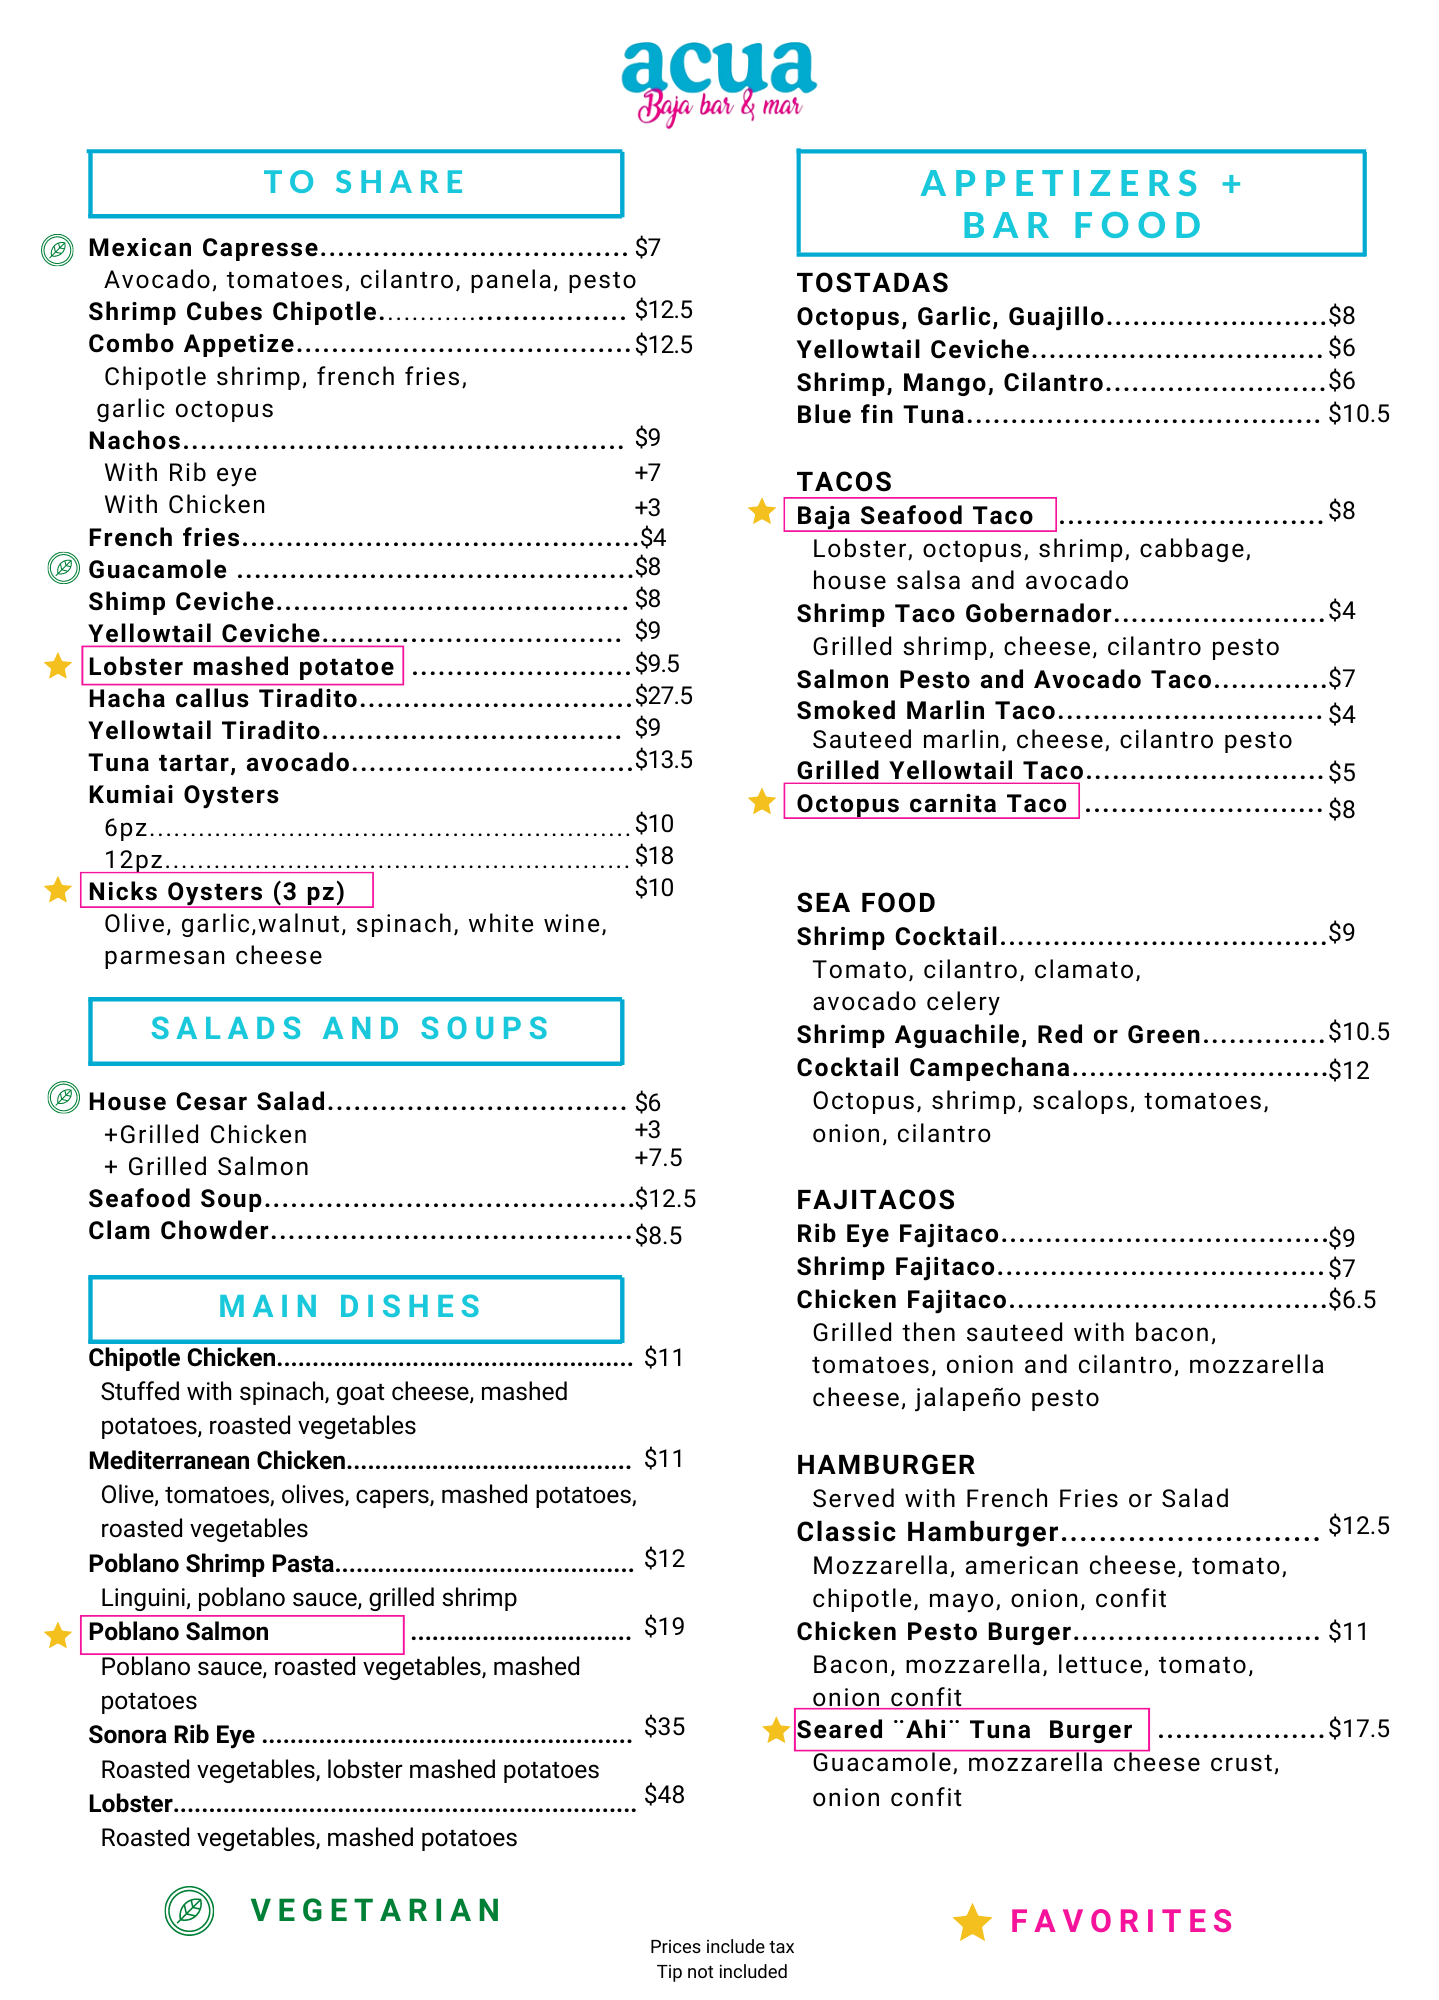 acua
Baja bar & mar
TO SHARE
Mexican Capresse................................... $7
Avocado, tomatoes, cilantro, panela, pesto
Shrimp Cubes Chipotle............................. $12.5
Combo Appetize...................................... $12.5
Chipotle shrimp, french fries,
garlic octopus
Nachos.................................................. $9
With Rib eye +7
With Chicken +3
French fries.............................................$4
Guacamole .............................................$8
Shimp Ceviche........................................ $8
Yellowtail Ceviche.................................. $9
Lobster mashed potatoe .........................$9.5
Hacha callus Tiradito...............................$27.5
Yellowtail Tiradito.................................. $9
Tuna tartar, avocado................................$13.5
Kumiai Oysters
6pz.........................................................$10
12pz....................................................... $18
Nicks Oysters (3 pz) $10
Olive, garlic,walnut, spinach, white wine,
parmesan cheese
SALADS AND SOUPS
House Cesar Salad.................................. $6
+Grilled Chicken +3
+ Grilled Salmon +7.5
Seafood Soup..........................................$12.5
Clam Chowder.........................................$8.5
MAIN DISHES
Chipotle Chicken................................................. $11
Stuffed with spinach, goat cheese, mashed
potatoes, roasted vegetables
Mediterranean Chicken........................................ $11
Olive, tomatoes, olives, capers, mashed potatoes,
roasted vegetables
Poblano Shrimp Pasta.......................................... $12
Linguini, poblano sauce, grilled shrimp
Poblano Salmon ............................... $19
Poblano sauce, roasted vegetables, mashed
potatoes
Sonora Rib Eye .................................................... $35
Roasted vegetables, lobster mashed potatoes
Lobster................................................................. $48
Roasted vegetables, mashed potatoes
APPETIZERS +
BAR FOOD
TOSTADAS
Octopus, Garlic, Guajillo.........................$8
Yellowtail Ceviche................................. $6
Shrimp, Mango, Cilantro.........................$6
Blue fin Tuna........................................ $10.5
TACOS
Baja Seafood Taco .............................. $8
Lobster, octopus, shrimp, cabbage,
house salsa and avocado
Shrimp Taco Gobernador........................$4
Grilled shrimp, cheese, cilantro pesto
Salmon Pesto and Avocado Taco.............$7
Smoked Marlin Taco.............................. $4
Sauteed marlin, cheese, cilantro pesto
Grilled Yellowtail Taco........................... $5
Octopus carnita Taco ........................... $8
SEA FOOD
Shrimp Cocktail.....................................$9
Tomato, cilantro, clamato,
avocado celery
Shrimp Aguachile, Red or Green..............$10.5
Cocktail Campechana.............................$12
Octopus, shrimp, scalops, tomatoes,
onion, cilantro
FAJITACOS
Rib Eye Fajitaco.....................................$9
Shrimp Fajitaco.....................................$7
Chicken Fajitaco....................................$6.5
Grilled then sauteed with bacon,
tomatoes, onion and cilantro, mozzarella
cheese, jalapeño pesto
HAMBURGER
Served with French Fries or Salad
Classic Hamburger........................... $12.5
Mozzarella, american cheese, tomato,
chipotle, mayo, onion, confit
Chicken Pesto Burger............................ $11
Bacon, mozzarella, lettuce, tomato,
onion confit
Seared ¨Ahi¨ Tuna Burger ...................$17.5
Guacamole, mozzarella cheese crust,
onion confit
VEGETARIAN
FAVORITES
Prices include tax
Tip not included